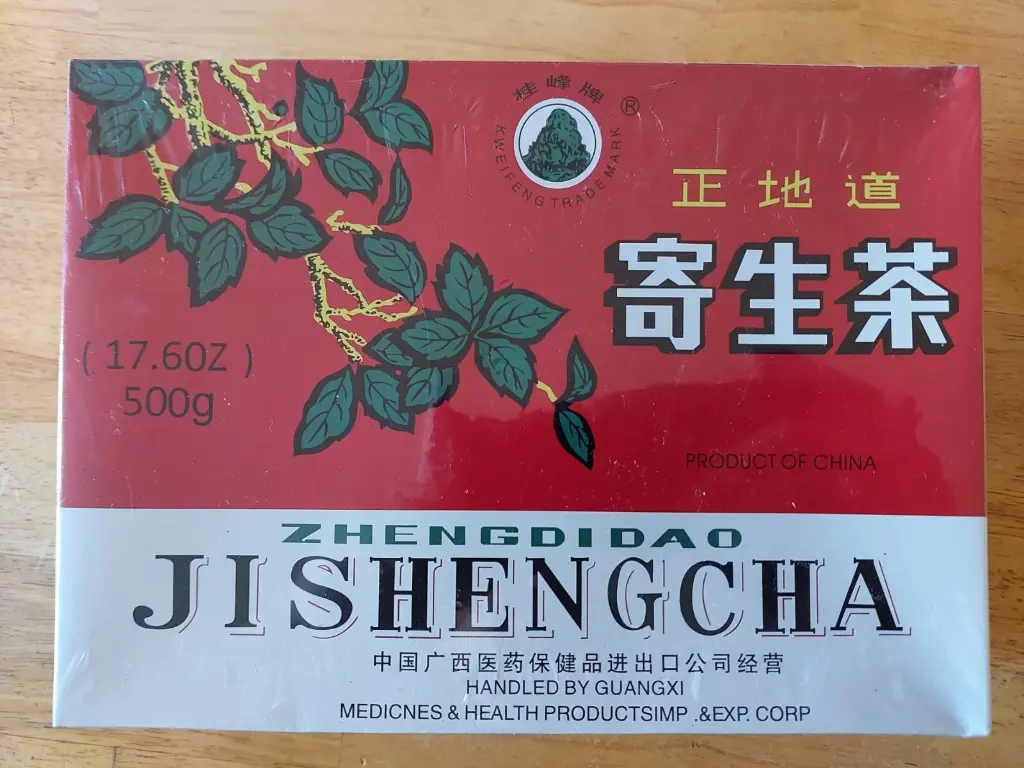 桂峰牌
®
KWEIFENG TRADE MARK
正地道
寄生茶
( 17.6OZ )
500g
PRODUCT OF CHINA
ZHENGDIDAO
JISHENGCHA
中国广西医药保健品进出口公司经营
HANDLED BY GUANGXI
MEDICNES & HEALTH PRODUCTSIMP .&EXP. CORP